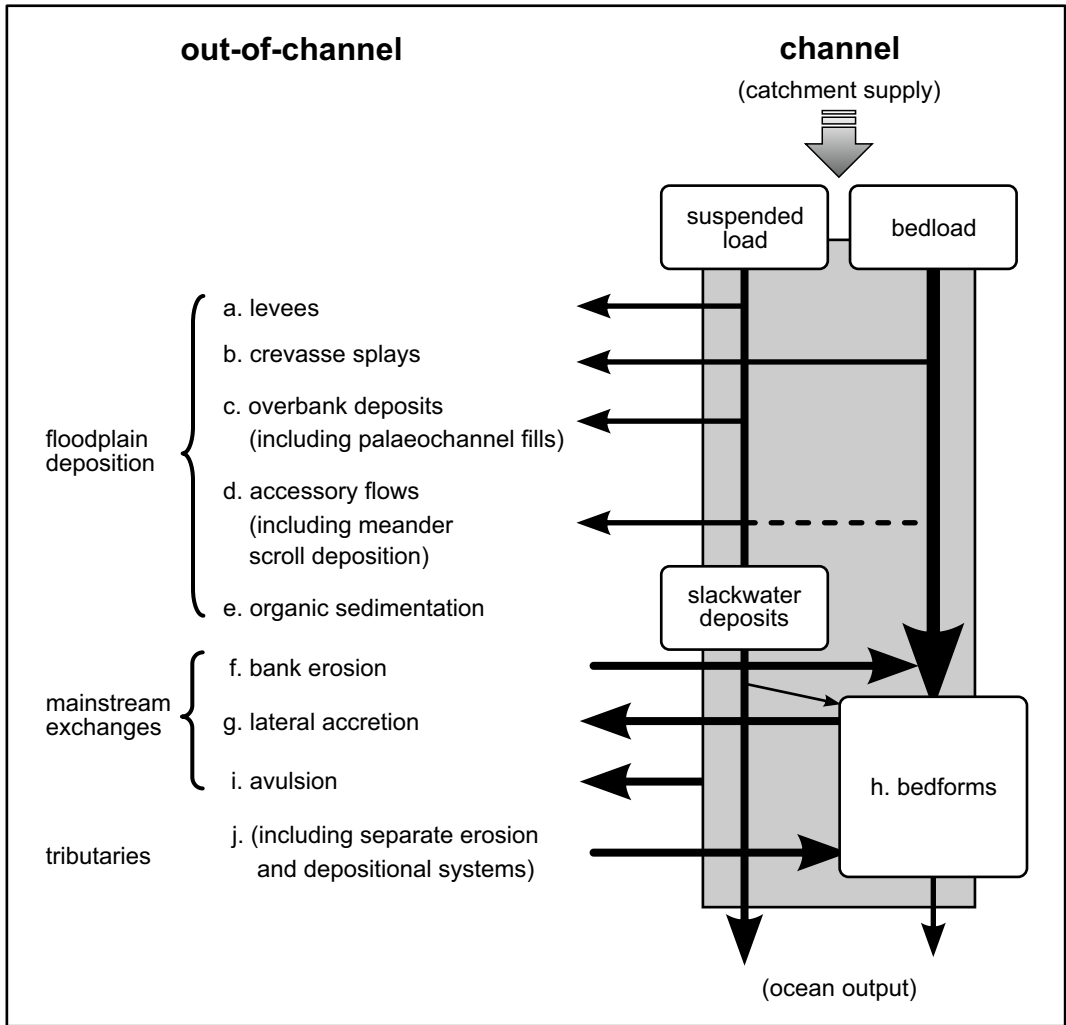 out-of-channel
channel
(catchment supply)
suspended
load
bedload
floodplain
deposition
a. levees
b. crevasse splays
c. overbank deposits
(including palaeochannel fills)
d. accessory flows
(including meander
scroll deposition)
e. organic sedimentation
slackwater
deposits
mainstream
exchanges
f. bank erosion
g. lateral accretion
i. avulsion
h. bedforms
tributaries
j. (including separate erosion
and depositional systems)
(ocean output)